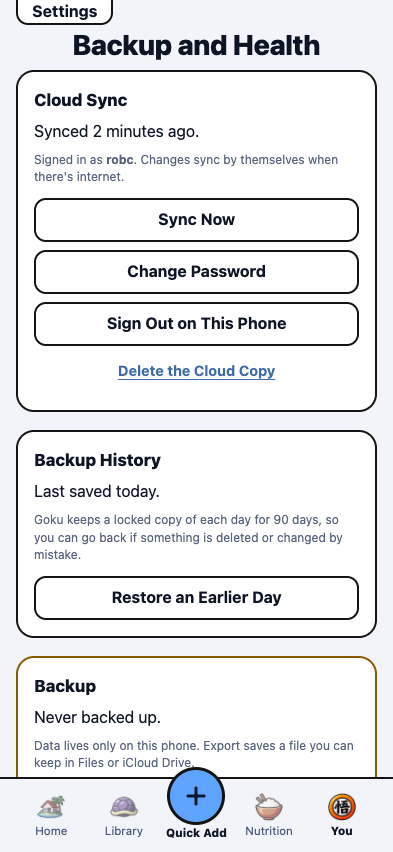 Settings
Backup and Health
Cloud Sync
Synced 2 minutes ago.
Signed in as robc. Changes sync by themselves when
there's internet.
Sync Now
Change Password
Sign Out on This Phone
Delete the Cloud Copy
Backup History
Last saved today.
Goku keeps a locked copy of each day for 90 days, so
you can go back if something is deleted or changed by
mistake.
Restore an Earlier Day
Backup
Never backed up.
Data lives only on this phone. Export saves a file you can
keep in Files or iCloud Drive.
悟
Home
Library
Quick Add
Nutrition
You